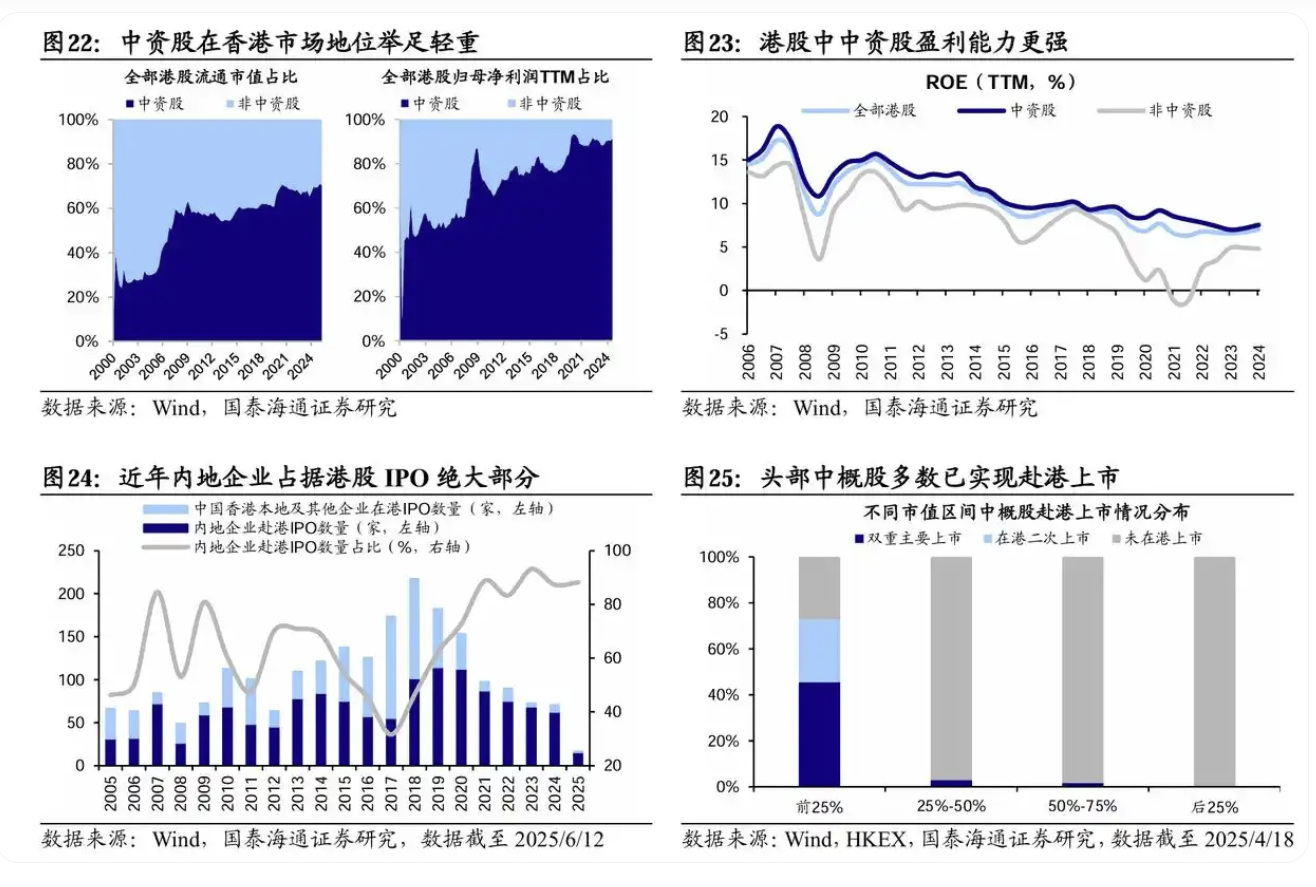 图22：中资股在香港市场地位举足轻重
全部港股流通市值占比
中资股 非中资股
100%
80%
60%
40%
20%
0%
2000 2003 2006 2009 2012 2015 2018 2021 2024
全部港股归母净利润TTM占比
中资股 非中资股
100%
80%
60%
40%
20%
0%
2000 2003 2006 2009 2012 2015 2018 2021 2024
数据来源：Wind，国泰海通证券研究
图23：港股中中资股盈利能力更强
ROE（TTM，%）
全部港股 中资股 非中资股
20
15
10
5
0
-5
2006 2007 2008 2009 2010 2011 2012 2013 2014 2015 2016 2017 2018 2019 2020 2021 2022 2023 2024
数据来源：Wind，国泰海通证券研究
图24：近年内地企业占据港股 IPO 绝大部分
中国香港本地及其他企业在港IPO数量（家，左轴）
内地企业赴港IPO数量（家，左轴）
内地企业赴港IPO数量占比（%，右轴）
250 100
200 80
150 60
100 40
50
0 20
2005 2006 2007 2008 2009 2010 2011 2012 2013 2014 2015 2016 2017 2018 2019 2020 2021 2022 2023 2024 2025
数据来源：Wind，国泰海通证券研究，数据截至 2025/6/12
图25：头部中概股多数已实现赴港上市
不同市值区间中概股赴港上市情况分布
双重主要上市 在港二次上市 未在港上市
100%
80%
60%
40%
20%
0%
前25% 25%-50% 50%-75% 后25%
数据来源：Wind, HKEX, 国泰海通证券研究，数据截至 2025/4/18